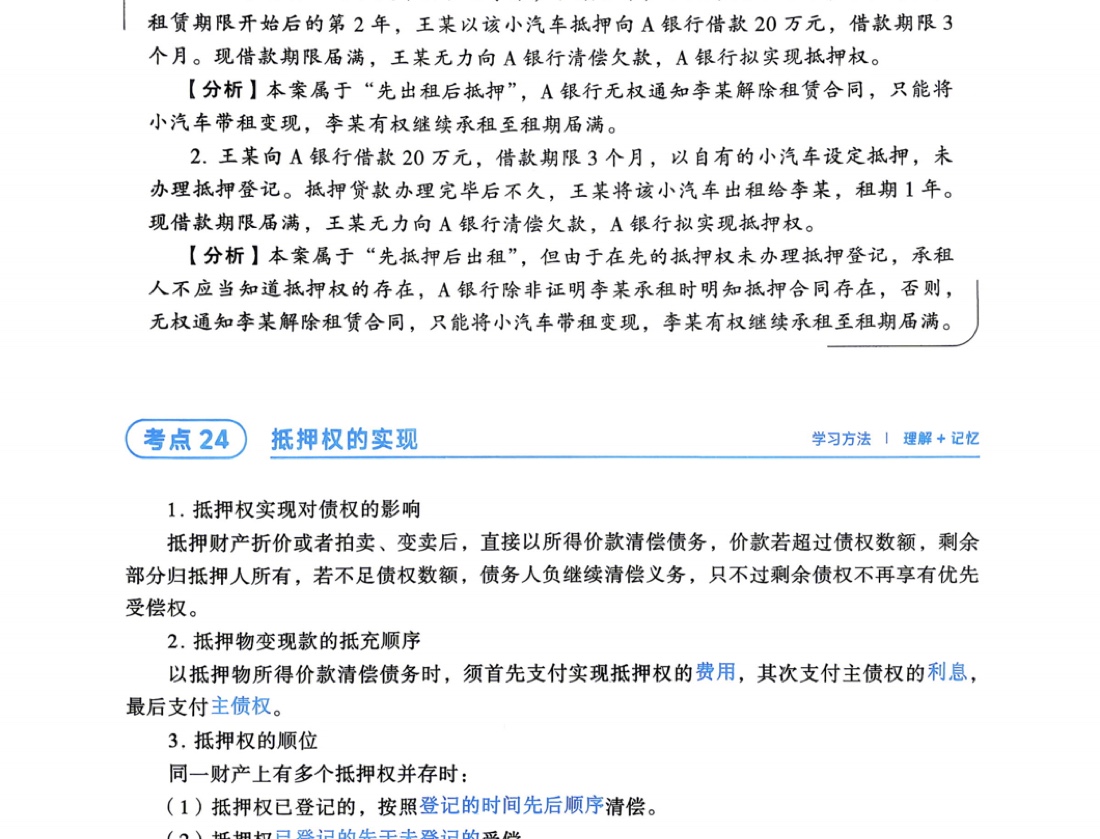 租赁期限开始后的第 2 年，王某以该小汽车抵押向 A 银行借款 20 万元，借款期限 3
个月。现借款期限届满，王某无力向 A 银行清偿欠款，A 银行拟实现抵押权。
【分析】本案属于“先出租后抵押”，A 银行无权通知李某解除租赁合同，只能将
小汽车带租变现，李某有权继续承租至租期届满。
2. 王某向 A 银行借款 20 万元，借款期限 3 个月，以自有的小汽车设定抵押，未
办理抵押登记。抵押贷款办理完毕后不久，王某将该小汽车出租给李某，租期 1 年。
现借款期限届满，王某无力向 A 银行清偿欠款，A 银行拟实现抵押权。
【分析】本案属于“先抵押后出租”，但由于在先的抵押权未办理抵押登记，承租
人不应当知道抵押权的存在，A 银行除非证明李某承租时明知抵押合同存在，否则，
无权通知李某解除租赁合同，只能将小汽车带租变现，李某有权继续承租至租期届满。
考点 24 抵押权的实现 学习方法 | 理解 + 记忆
1. 抵押权实现对债权的影响
抵押财产折价或者拍卖、变卖后，直接以所得价款清偿债务，价款若超过债权数额，剩余
部分归抵押人所有，若不足债权数额，债务人负继续清偿义务，只不过剩余债权不再享有优先
受偿权。
2. 抵押物变现款的抵充顺序
以抵押物所得价款清偿债务时，须首先支付实现抵押权的费用，其次支付主债权的利息，
最后支付主债权。
3. 抵押权的顺位
同一财产上有多个抵押权并存时：
（1）抵押权已登记的，按照登记的时间先后顺序清偿。
（2）抵押权已登记的先于未登记的受偿